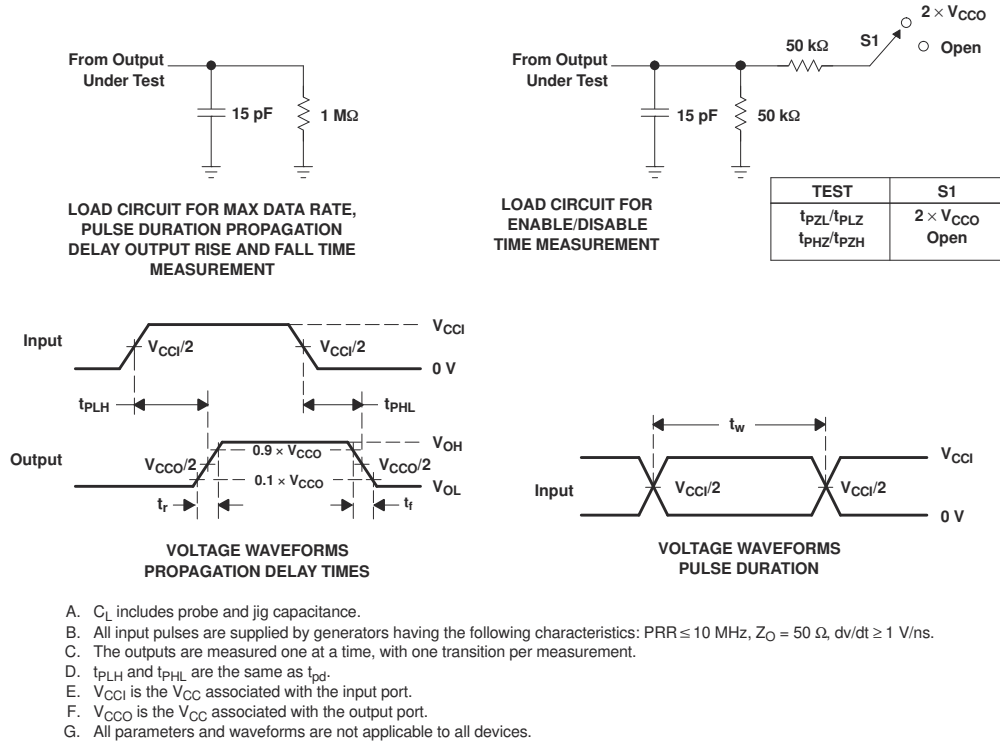 From Output
Under Test
15 pF
1 MΩ
LOAD CIRCUIT FOR MAX DATA RATE,
PULSE DURATION PROPAGATION
DELAY OUTPUT RISE AND FALL TIME
MEASUREMENT
From Output
Under Test
15 pF
50 kΩ
50 kΩ
S1
2 × VCCO
Open
LOAD CIRCUIT FOR
ENABLE/DISABLE
TIME MEASUREMENT
TEST S1
tPZL/tPLZ 2 × VCCO
tPHZ/tPZH Open
Input
VCCI
VCCI/2 VCCI/2
0 V
tPLH tPHL
Output
VOH
0.9 × VCCO
VCCO/2 VCCO/2
0.1 × VCCO
VOL
tr tf
VOLTAGE WAVEFORMS
PROPAGATION DELAY TIMES
tw
Input
VCCI
VCCI/2 VCCI/2
0 V
VOLTAGE WAVEFORMS
PULSE DURATION
A. CL includes probe and jig capacitance.
B. All input pulses are supplied by generators having the following characteristics: PRR ≤ 10 MHz, ZO = 50 Ω, dv/dt ≥ 1 V/ns.
C. The outputs are measured one at a time, with one transition per measurement.
D. tPLH and tPHL are the same as tpd.
E. VCCI is the VCC associated with the input port.
F. VCCO is the VCC associated with the output port.
G. All parameters and waveforms are not applicable to all devices.